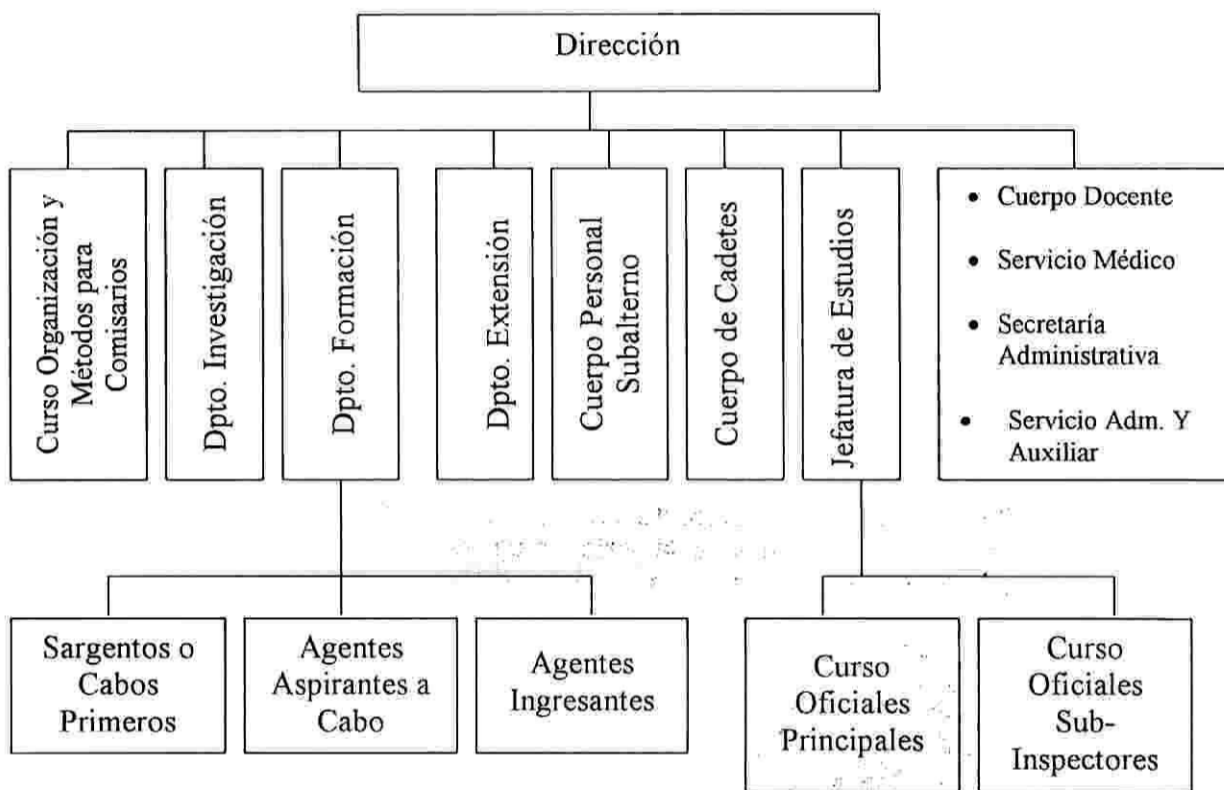 Dirección
Curso Organización y
Métodos para
Comisarios
Dpto. Investigación
Dpto. Formación
Dpto. Extensión
Cuerpo Personal
Subalterno
Cuerpo de Cadetes
Jefatura de Estudios
• Cuerpo Docente
• Servicio Médico
• Secretaría
Administrativa
• Servicio Adm. Y
Auxiliar
Sargentos o
Cabos
Primeros
Agentes
Aspirantes a
Cabo
Agentes
Ingresantes
Curso
Oficiales
Principales
Curso
Oficiales
Sub-
Inspectores